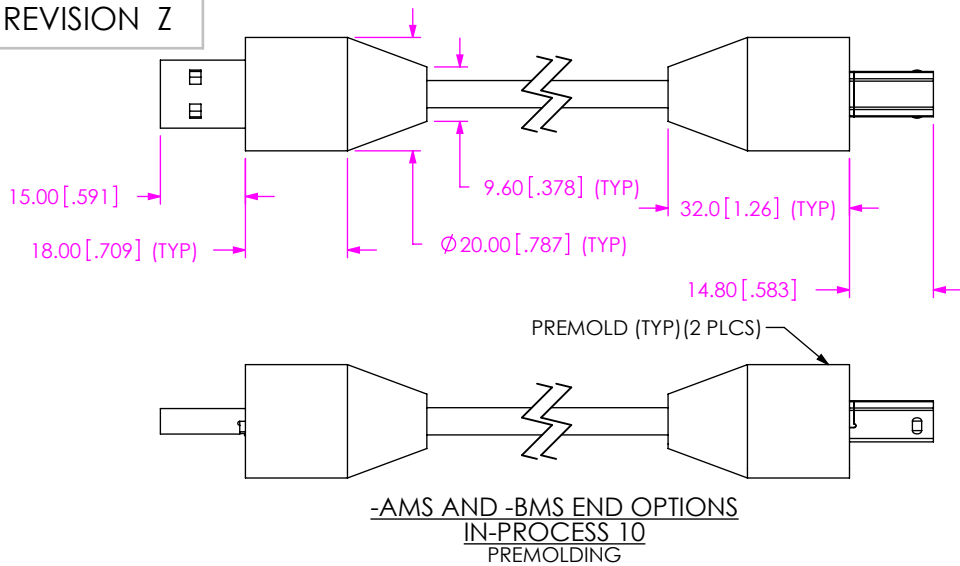 REVISION Z
15.00 [.591]
18.00 [.709] (TYP)
9.60 [.378] (TYP)
Ø20.00 [.787] (TYP)
32.0 [1.26] (TYP)
14.80 [.583]
PREMOLD (TYP)(2 PLCS)
-AMS AND -BMS END OPTIONS
IN-PROCESS 10
PREMOLDING